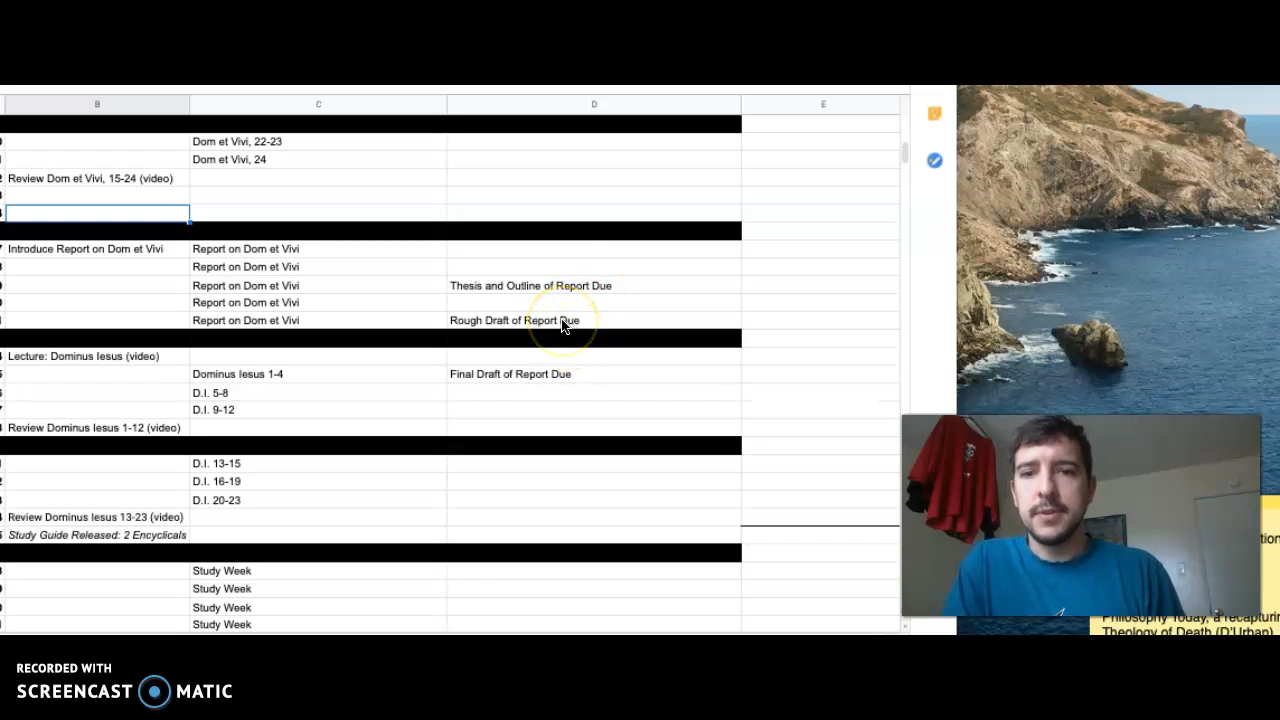 B C D E
Dom et Vivi, 22-23
Dom et Vivi, 24
Review Dom et Vivi, 15-24 (video)
Introduce Report on Dom et Vivi Report on Dom et Vivi
Report on Dom et Vivi
Report on Dom et Vivi Thesis and Outline of Report Due
Report on Dom et Vivi
Report on Dom et Vivi Rough Draft of Report Due
Lecture: Dominus Iesus (video)
Dominus Iesus 1-4 Final Draft of Report Due
D.I. 5-8
D.I. 9-12
Review Dominus Iesus 1-12 (video)
D.I. 13-15
D.I. 16-19
D.I. 20-23
Review Dominus Iesus 13-23 (video)
Study Guide Released: 2 Encyclicals
Study Week
Study Week
Study Week
Study Week
Philosophy Today, a recapturi
Theology of Death (D'Urban)
RECORDED WITH
SCREENCAST MATIC